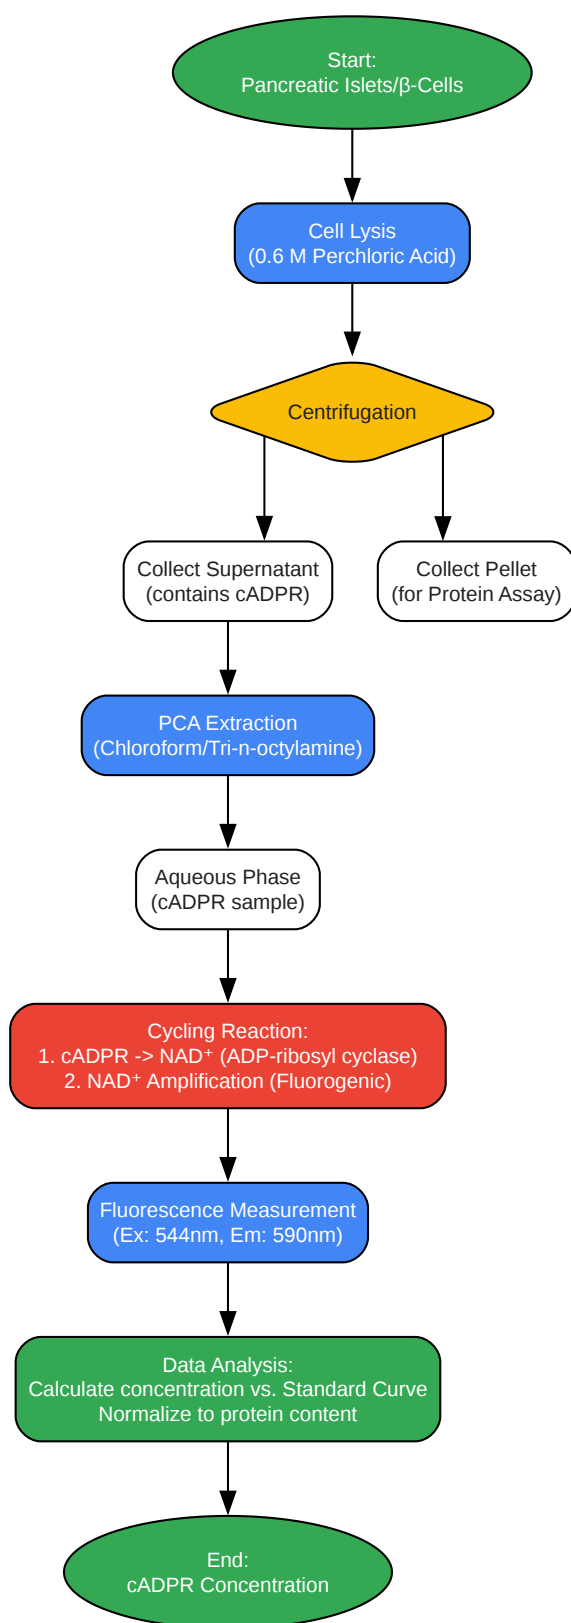 Start:
Pancreatic Islets/β-Cells
Cell Lysis
(0.6 M Perchloric Acid)
Centrifugation
Collect Supernatant
(contains cADPR)
Collect Pellet
(for Protein Assay)
PCA Extraction
(Chloroform/Tri-n-octylamine)
Aqueous Phase
(cADPR sample)
Cycling Reaction:
1. cADPR -> NAD⁺ (ADP-ribosyl cyclase)
2. NAD⁺ Amplification (Fluorogenic)
Fluorescence Measurement
(Ex: 544nm, Em: 590nm)
Data Analysis:
Calculate concentration vs. Standard Curve
Normalize to protein content
End:
cADPR Concentration